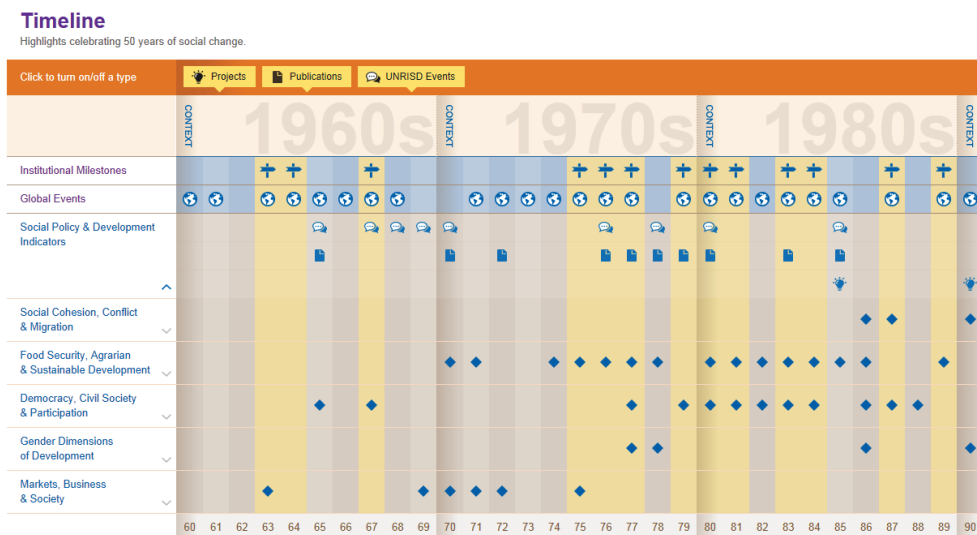 Timeline
Highlights celebrating 50 years of social change.
Click to turn on/off a type
Projects
Publications
UNRISD Events
CONTEXT
1960s
CONTEXT
1970s
CONTEXT
1980s
CONTEXT
Institutional Milestones
Global Events
Social Policy & Development
Indicators
Social Cohesion, Conflict
& Migration
Food Security, Agrarian
& Sustainable Development
Democracy, Civil Society
& Participation
Gender Dimensions
of Development
Markets, Business
& Society
60 61 62 63 64 65 66 67 68 69 70 71 72 73 74 75 76 77 78 79 80 81 82 83 84 85 86 87 88 89 90